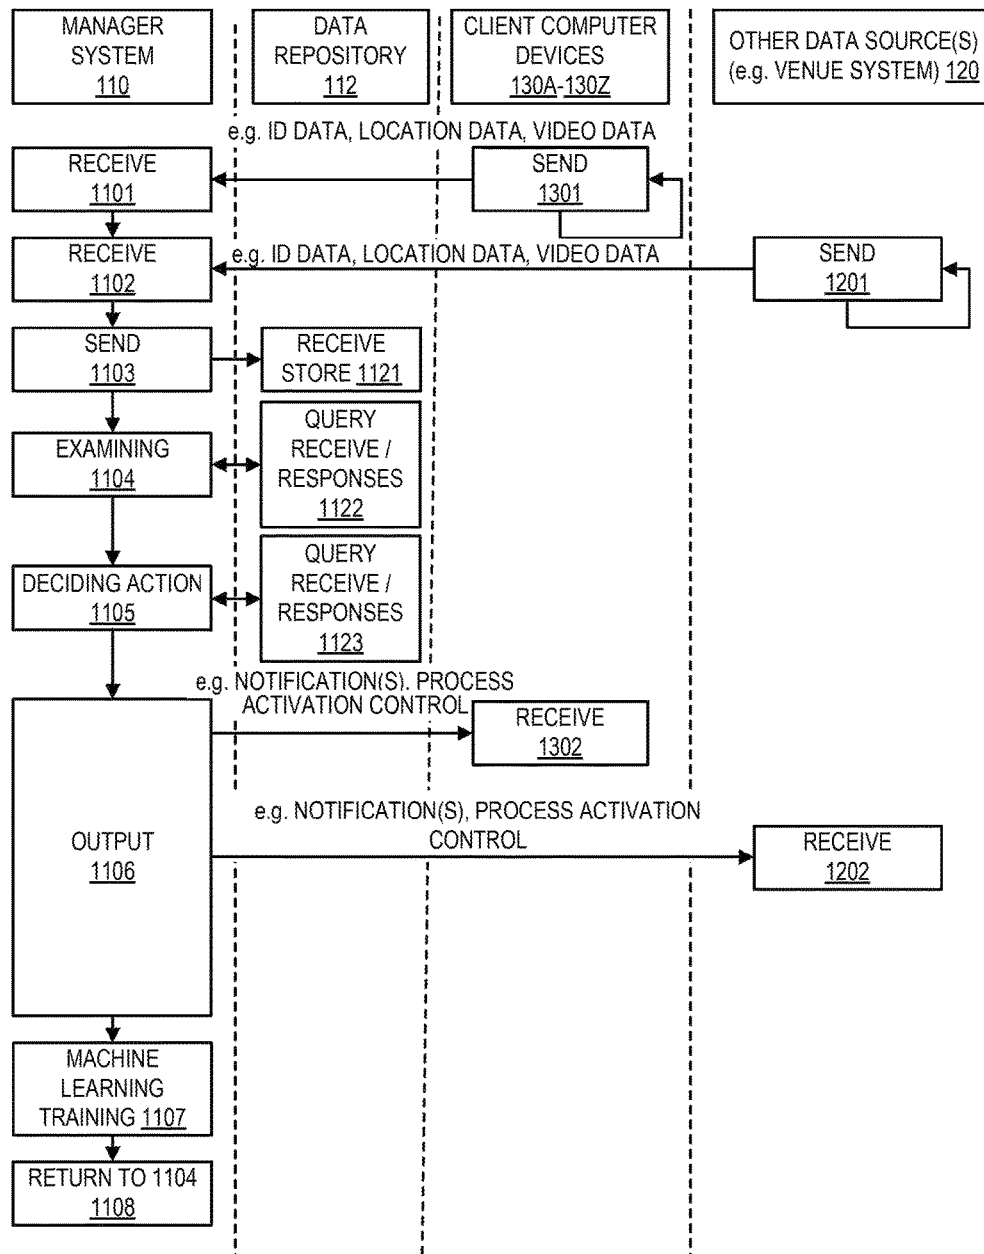 MANAGER
SYSTEM
110
DATA
REPOSITORY
112
CLIENT COMPUTER
DEVICES
130A-130Z
OTHER DATA SOURCE(S)
(e.g. VENUE SYSTEM) 120
e.g. ID DATA, LOCATION DATA, VIDEO DATA
RECEIVE
1101
SEND
1301
e.g. ID DATA, LOCATION DATA, VIDEO DATA
RECEIVE
1102
SEND
1201
SEND
1103
RECEIVE
STORE 1121
EXAMINING
1104
QUERY
RECEIVE /
RESPONSES
1122
DECIDING ACTION
1105
QUERY
RECEIVE /
RESPONSES
1123
e.g. NOTIFICATION(S). PROCESS
ACTIVATION CONTROL
RECEIVE
1302
e.g. NOTIFICATION(S), PROCESS ACTIVATION
CONTROL
OUTPUT
1106
RECEIVE
1202
MACHINE
LEARNING
TRAINING 1107
RETURN TO 1104
1108